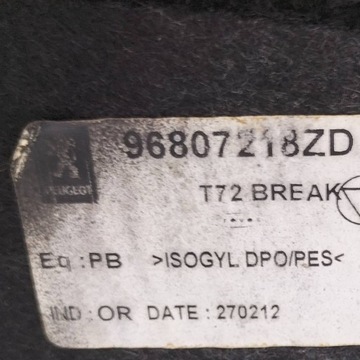 96807218ZD
PEUGEOT
T72 BREAK
Eq : PB >ISOGYL DPO/PES<
IND : OR DATE : 270212